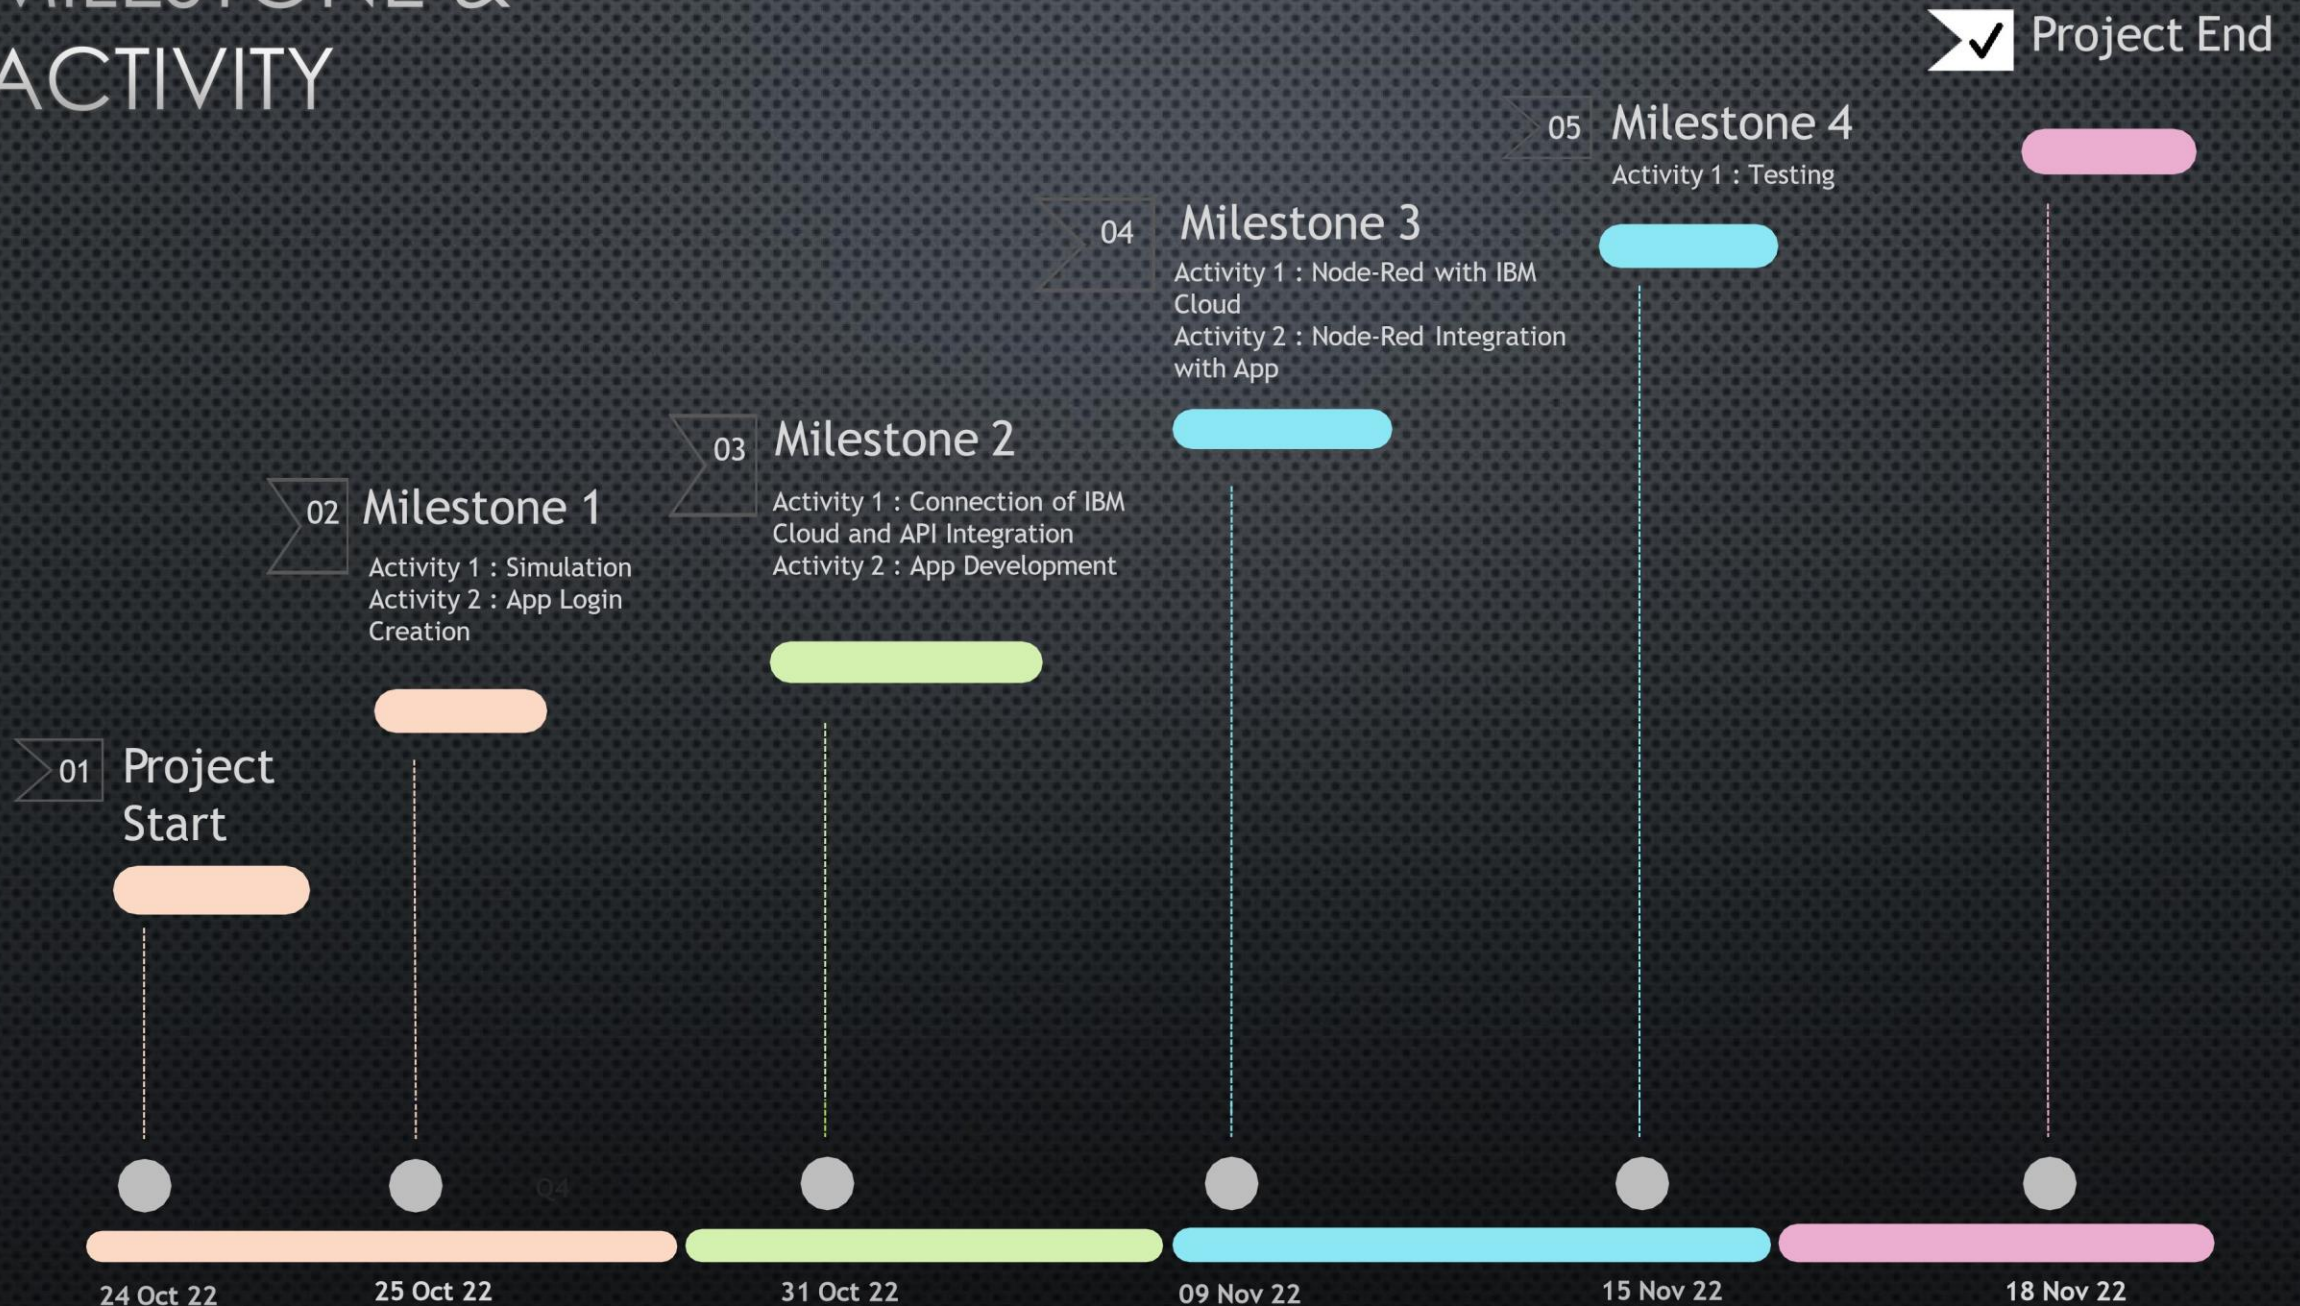 MILESTONE &
ACTIVITY
Project End
05
Milestone 4
Activity 1 : Testing
04
Milestone 3
Activity 1 : Node-Red with IBM
Cloud
Activity 2 : Node-Red Integration
with App
03
Milestone 2
Activity 1 : Connection of IBM
Cloud and API Integration
Activity 2 : App Development
02
Milestone 1
Activity 1 : Simulation
Activity 2 : App Login
Creation
01
Project
Start
Q4
24 Oct 22
25 Oct 22
31 Oct 22
09 Nov 22
15 Nov 22
18 Nov 22